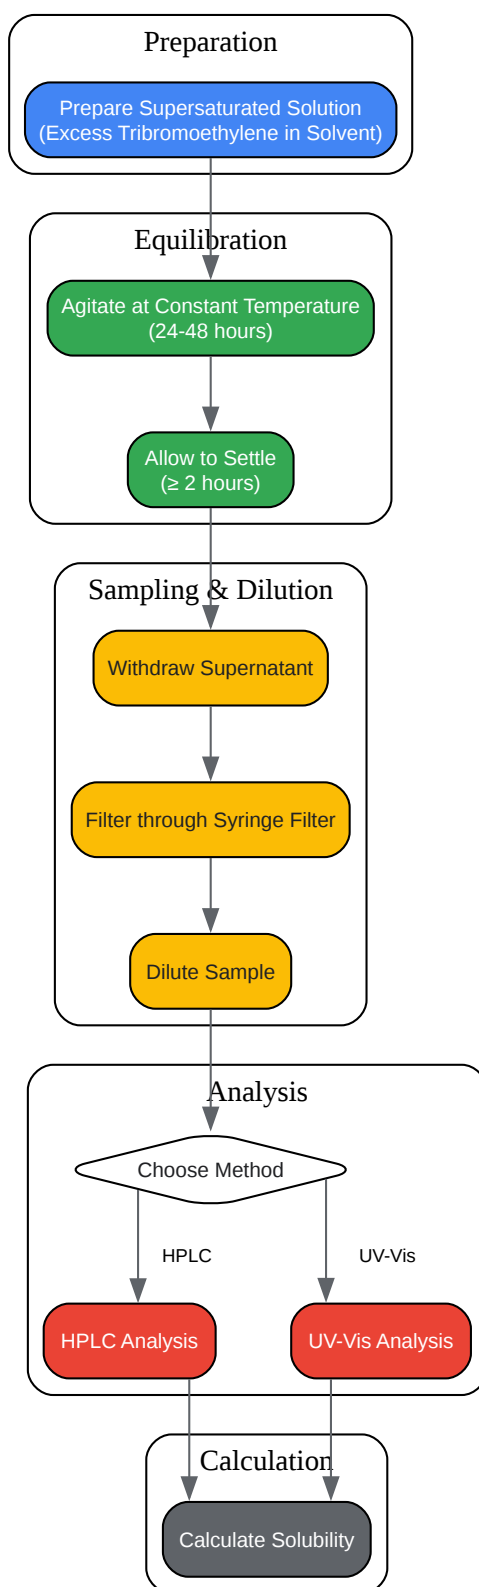 Preparation
Prepare Supersaturated Solution
(Excess Tribromoethylene in Solvent)
Equilibration
Agitate at Constant Temperature
(24-48 hours)
Allow to Settle
(≥ 2 hours)
Sampling & Dilution
Withdraw Supernatant
Filter through Syringe Filter
Dilute Sample
Analysis
Choose Method
HPLC
UV-Vis
HPLC Analysis
UV-Vis Analysis
Calculation
Calculate Solubility